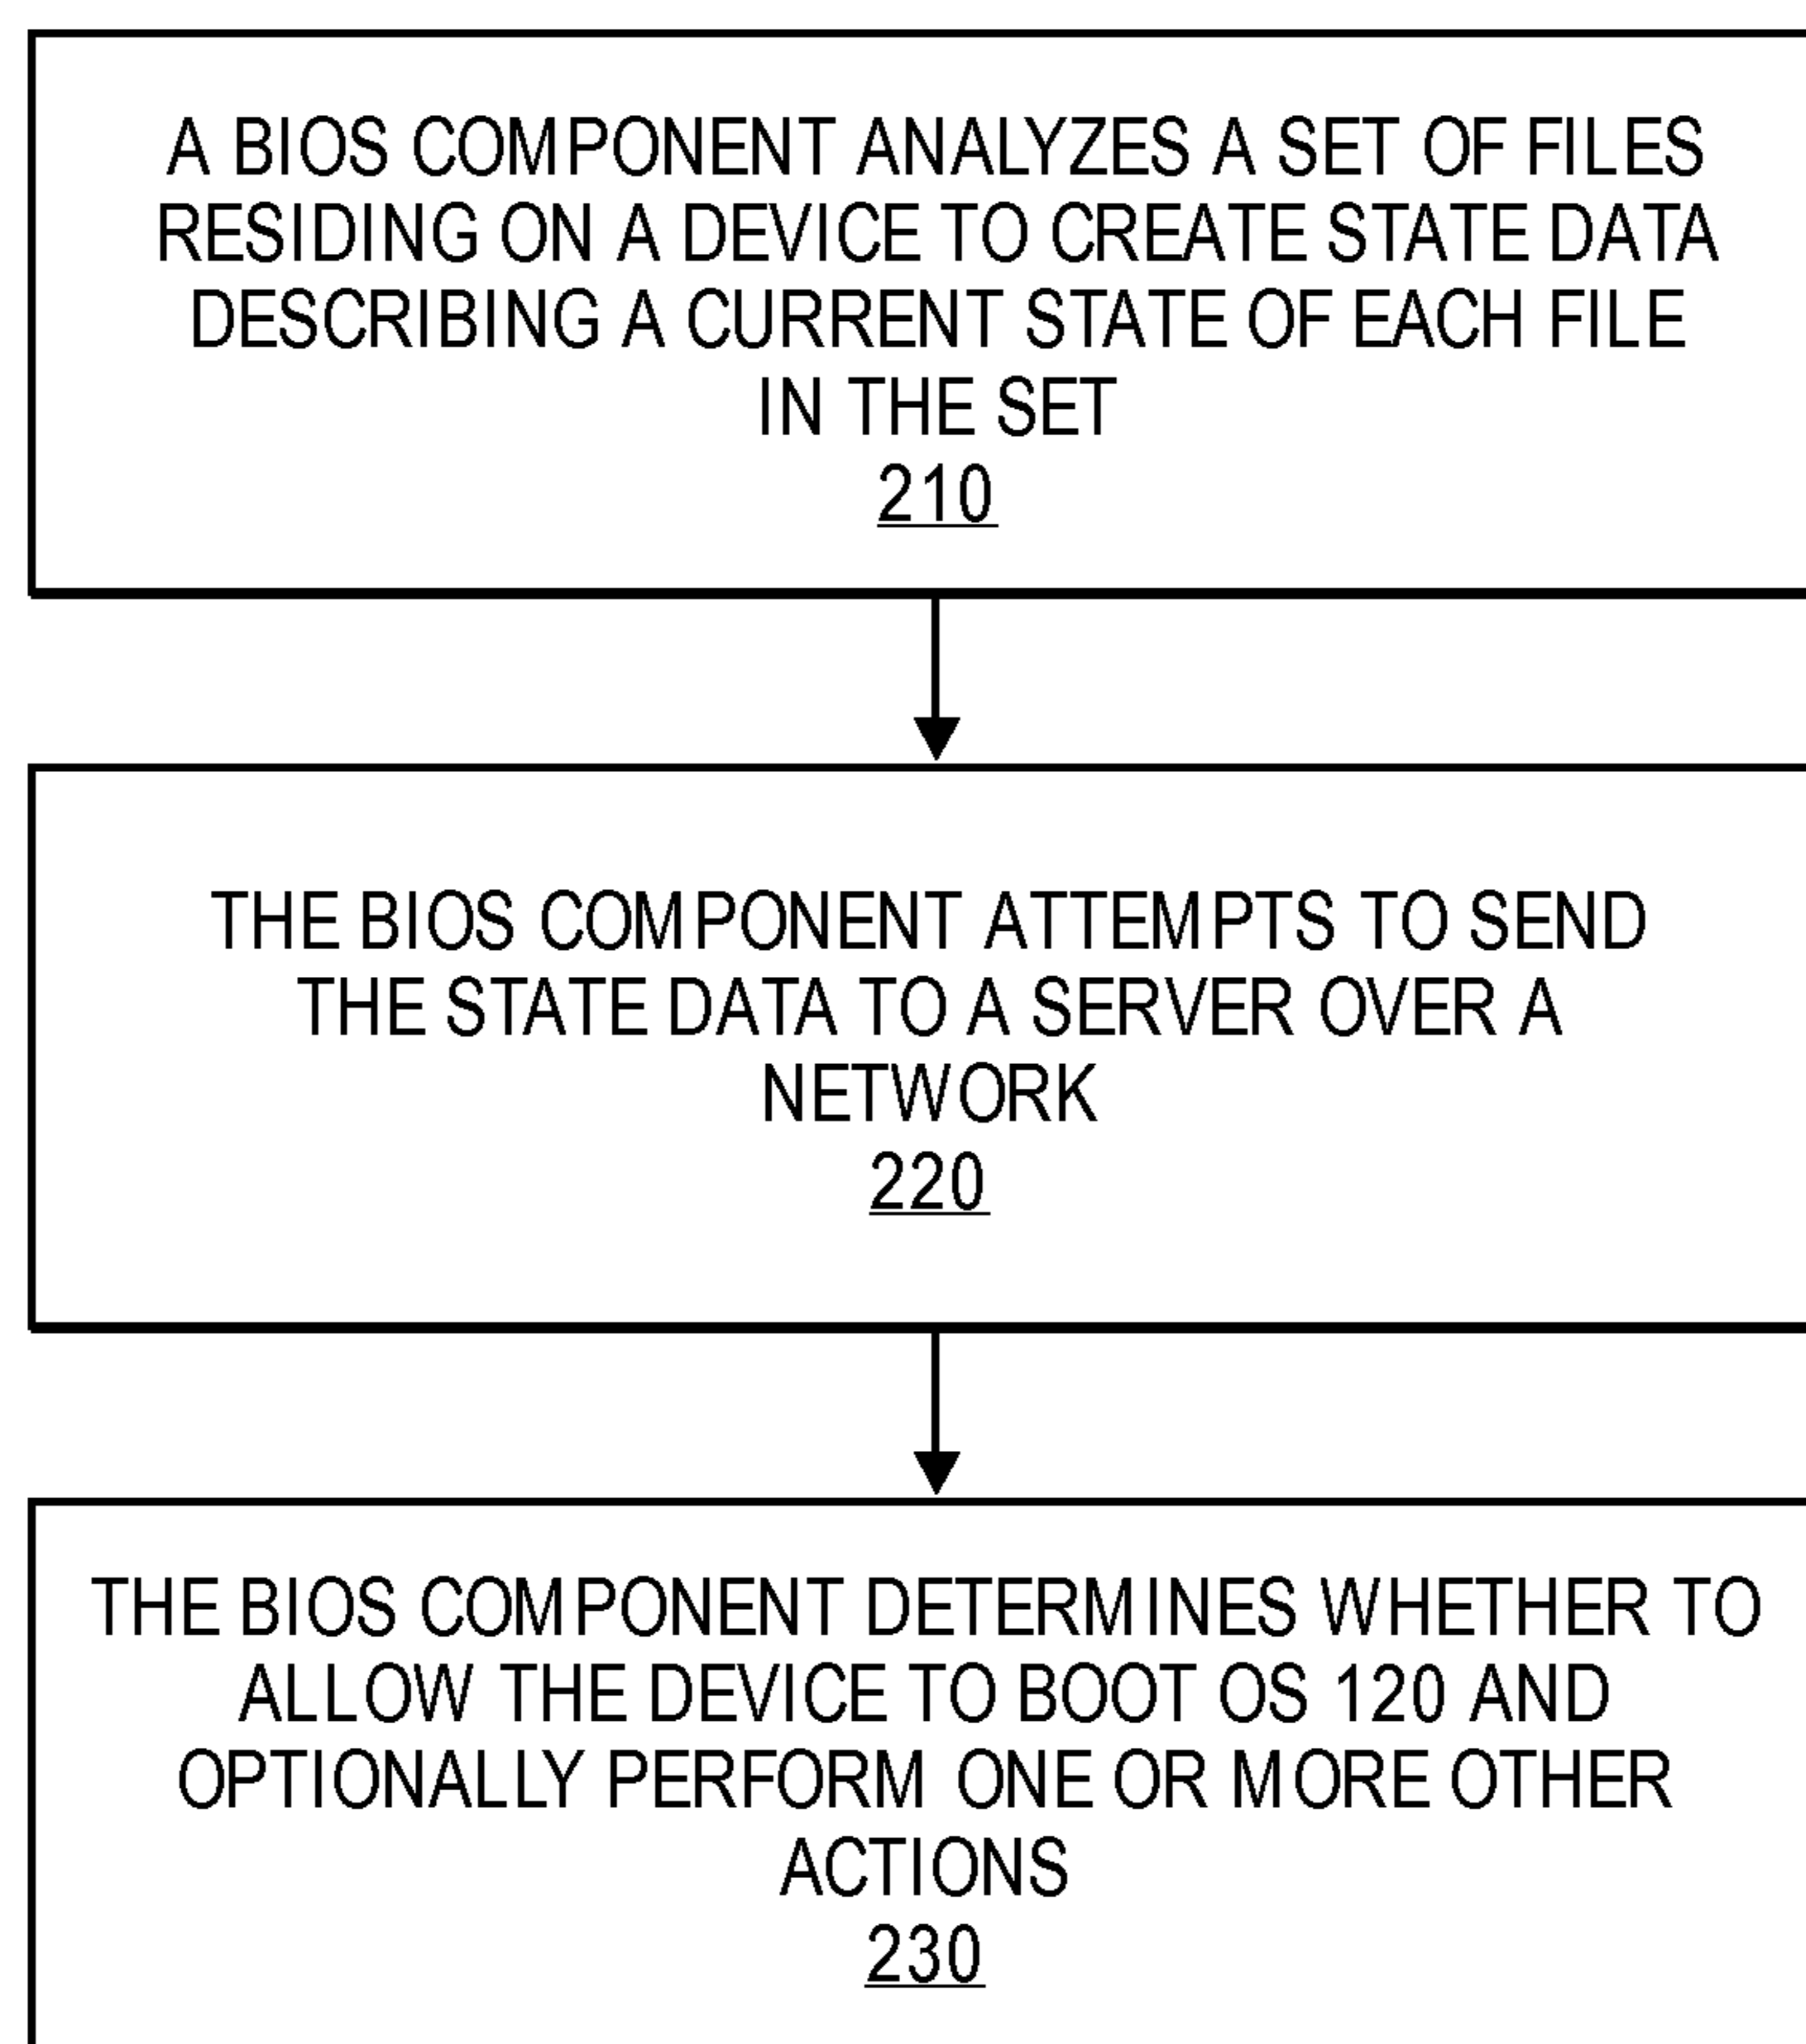 A BIOS COMPONENT ANALYZES A SET OF FILES
RESIDING ON A DEVICE TO CREATE STATE DATA
DESCRIBING A CURRENT STATE OF EACH FILE
IN THE SET
210
THE BIOS COMPONENT ATTEMPTS TO SEND
THE STATE DATA TO A SERVER OVER A
NETWORK
220
THE BIOS COMPONENT DETERMINES WHETHER TO
ALLOW THE DEVICE TO BOOT OS 120 AND
OPTIONALLY PERFORM ONE OR MORE OTHER
ACTIONS
230